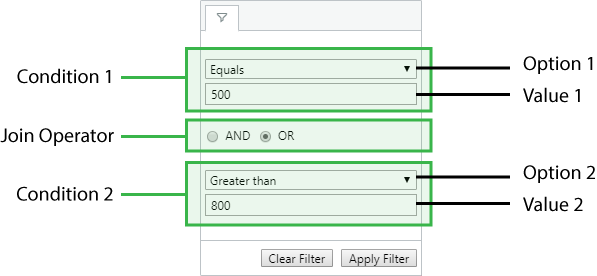 Condition 1
Equals
Option 1
500
Value 1
Join Operator
AND OR
Condition 2
Greater than
Option 2
800
Value 2
Clear Filter Apply Filter